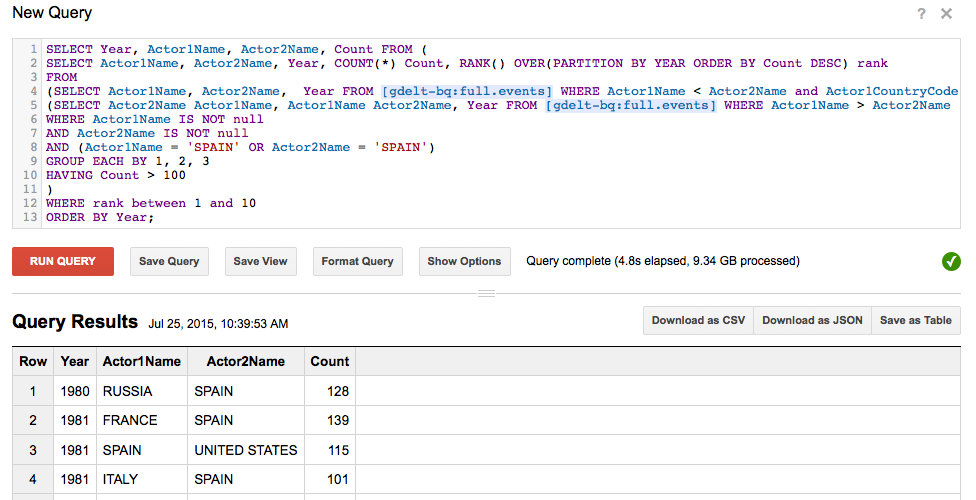 New Query
? ×
1 SELECT Year, Actor1Name, Actor2Name, Count FROM (
2 SELECT Actor1Name, Actor2Name, Year, COUNT(*) Count, RANK() OVER(PARTITION BY YEAR ORDER BY Count DESC) rank
3 FROM
4 (SELECT Actor1Name, Actor2Name,  Year FROM [gdelt-bq:full.events] WHERE Actor1Name < Actor2Name and Actor1CountryCode
5 (SELECT Actor2Name Actor1Name, Actor1Name Actor2Name, Year FROM [gdelt-bq:full.events] WHERE Actor1Name > Actor2Name
6 WHERE Actor1Name IS NOT null
7 AND Actor2Name IS NOT null
8 AND (Actor1Name = 'SPAIN' OR Actor2Name = 'SPAIN')
9 GROUP EACH BY 1, 2, 3
10 HAVING Count > 100
11 )
12 WHERE rank between 1 and 10
13 ORDER BY Year;
RUN QUERY Save Query Save View Format Query Show Options Query complete (4.8s elapsed, 9.34 GB processed)
Query Results Jul 25, 2015, 10:39:53 AM Download as CSV Download as JSON Save as Table
Row Year Actor1Name Actor2Name Count
1 1980 RUSSIA SPAIN 128
2 1981 FRANCE SPAIN 139
3 1981 SPAIN UNITED STATES 115
4 1981 ITALY SPAIN 101